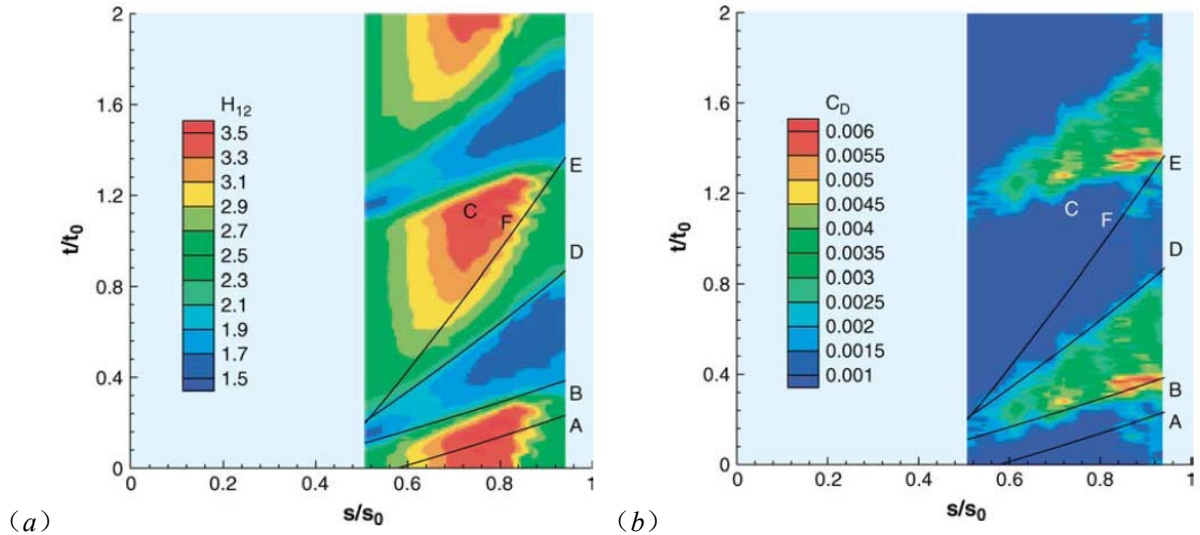 2
1.6
1.2
0.8
0.4
0
t/t₀
H₁₂
3.5
3.3
3.1
2.9
2.7
2.5
2.3
2.1
1.9
1.7
1.5
C
F
E
D
B
A
0 0.2 0.4 0.6 0.8 1
s/s₀
（a）
2
1.6
1.2
0.8
0.4
0
t/t₀
C_D
0.006
0.0055
0.005
0.0045
0.004
0.0035
0.003
0.0025
0.002
0.0015
0.001
C
F
E
D
B
A
0 0.2 0.4 0.6 0.8 1
s/s₀
（b）